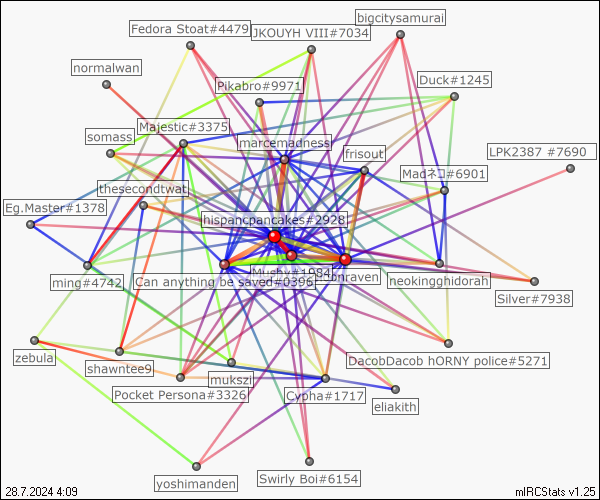 bigcitysamurai
Fedora Stoat#4479
JKOUYH VIII#7034
normalwan
Duck#1245
Pikabro#9971
Majestic#3375
somass
marcemadness
frisout
LPK2387 #7690
Madネコ#6901
thesecondtwat
Eg.Master#1378
hispancpancakes#2928
Mushy#1984
ming#4742
Can anything be saved#0396
neokingghidorah
Silver#7938
zebula
shawntee9
DacobDacob hORNY police#5271
mukszi
Pocket Persona#3326
Cypha#1717
eliakith
yoshimanden
Swirly Boi#6154
28.7.2024 4:09
mIRCStats v1.25